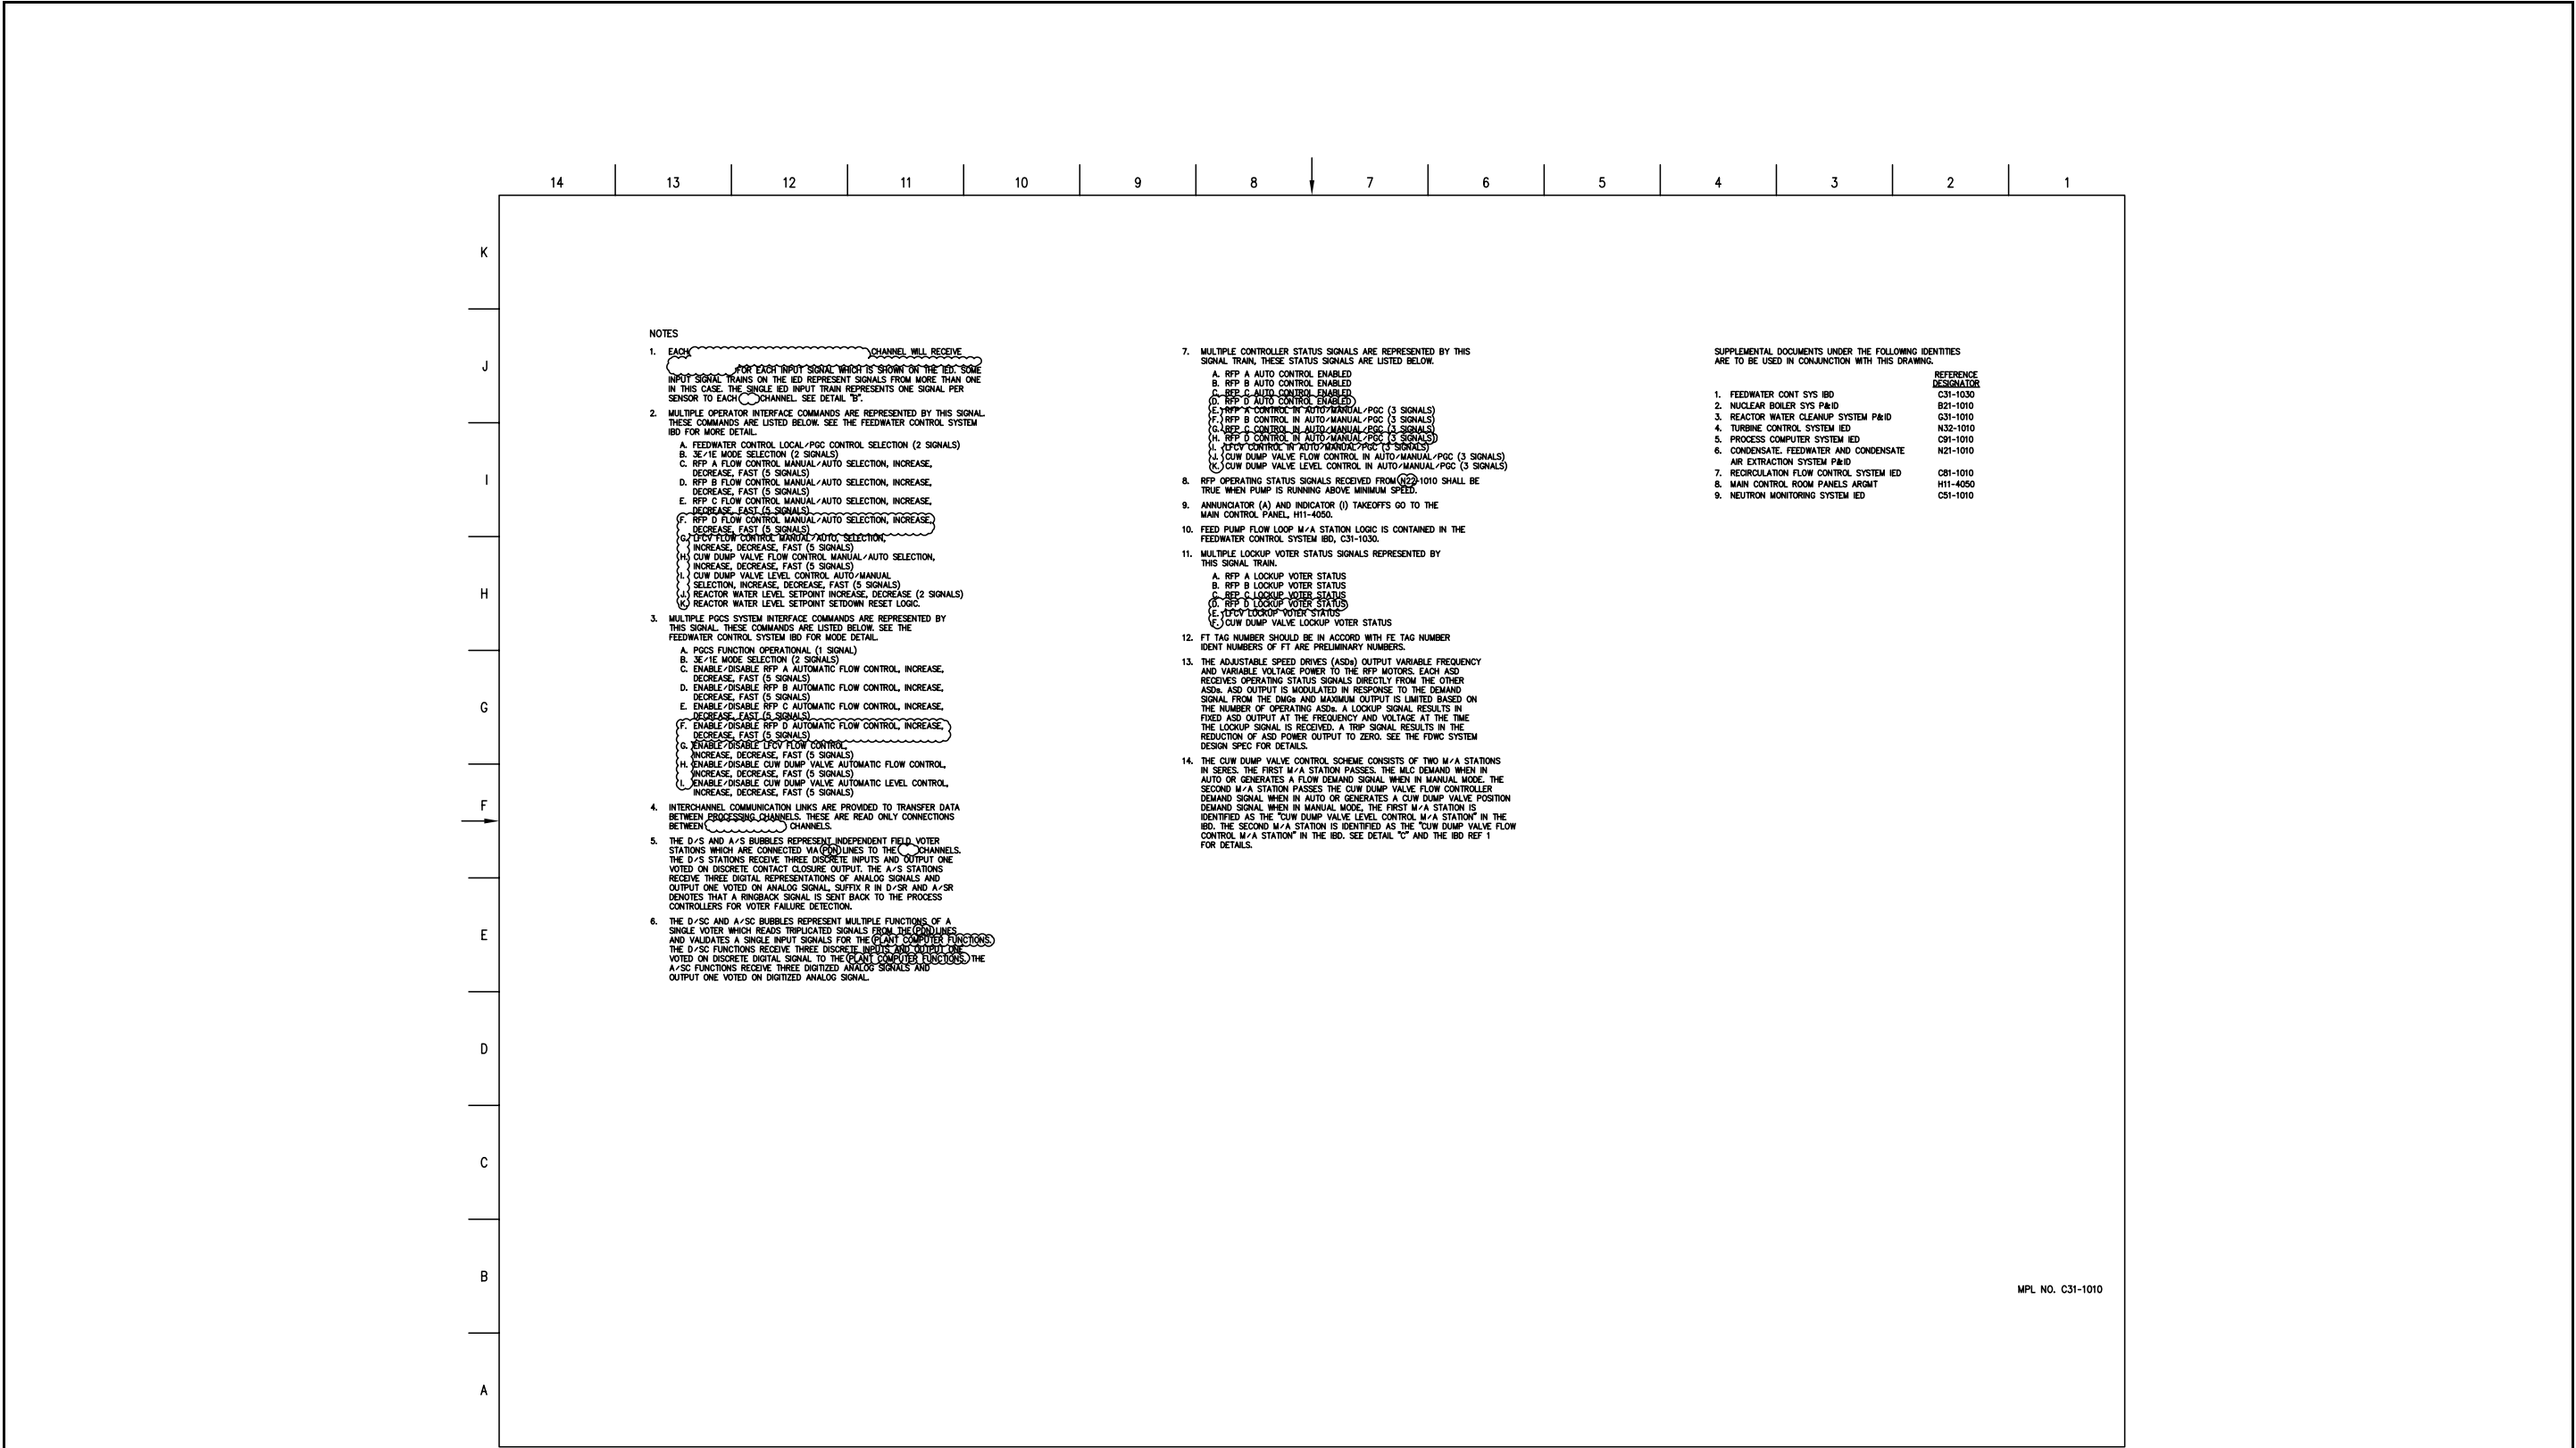 14 13 12 11 10 9 8 7 6 5 4 3 2 1
K
J
I
H
G
F
E
D
C
B
A
NOTES
1. EACH CHANNEL WILL RECEIVE
FOR EACH INPUT SIGNAL WHICH IS SHOWN ON THE IED. SOME
INPUT SIGNAL TRAINS ON THE IED REPRESENT SIGNALS FROM MORE THAN ONE
IN THIS CASE. THE SINGLE IED INPUT TRAIN REPRESENTS ONE SIGNAL PER
SENSOR TO EACH CHANNEL. SEE DETAIL "B".
2. MULTIPLE OPERATOR INTERFACE COMMANDS ARE REPRESENTED BY THIS SIGNAL.
THESE COMMANDS ARE LISTED BELOW. SEE THE FEEDWATER CONTROL SYSTEM
IBD FOR MORE DETAIL.
A. FEEDWATER CONTROL LOCAL/PGC CONTROL SELECTION (2 SIGNALS)
B. 3E/1E MODE SELECTION (2 SIGNALS)
C. RFP A FLOW CONTROL MANUAL/AUTO SELECTION, INCREASE,
DECREASE, FAST (5 SIGNALS)
D. RFP B FLOW CONTROL MANUAL/AUTO SELECTION, INCREASE,
DECREASE, FAST (5 SIGNALS)
E. RFP C FLOW CONTROL MANUAL/AUTO SELECTION, INCREASE,
DECREASE, FAST (5 SIGNALS)
F. RFP D FLOW CONTROL MANUAL/AUTO SELECTION, INCREASE,
DECREASE, FAST (5 SIGNALS)
G. LFCV FLOW CONTROL MANUAL/AUTO, SELECTION,
INCREASE, DECREASE, FAST (5 SIGNALS)
H. CUW DUMP VALVE FLOW CONTROL MANUAL/AUTO SELECTION,
INCREASE, DECREASE, FAST (5 SIGNALS)
I. CUW DUMP VALVE LEVEL CONTROL AUTO/MANUAL
SELECTION, INCREASE, DECREASE, FAST (5 SIGNALS)
J. REACTOR WATER LEVEL SETPOINT INCREASE, DECREASE (2 SIGNALS)
K. REACTOR WATER LEVEL SETPOINT SETDOWN RESET LOGIC.
3. MULTIPLE PGCS SYSTEM INTERFACE COMMANDS ARE REPRESENTED BY
THIS SIGNAL. THESE COMMANDS ARE LISTED BELOW. SEE THE
FEEDWATER CONTROL SYSTEM IBD FOR MODE DETAIL.
A. PGCS FUNCTION OPERATIONAL (1 SIGNAL)
B. 3E/1E MODE SELECTION (2 SIGNALS)
C. ENABLE/DISABLE RFP A AUTOMATIC FLOW CONTROL, INCREASE,
DECREASE, FAST (5 SIGNALS)
D. ENABLE/DISABLE RFP B AUTOMATIC FLOW CONTROL, INCREASE,
DECREASE, FAST (5 SIGNALS)
E. ENABLE/DISABLE RFP C AUTOMATIC FLOW CONTROL, INCREASE,
DECREASE, FAST (5 SIGNALS)
F. ENABLE/DISABLE RFP D AUTOMATIC FLOW CONTROL, INCREASE,
DECREASE, FAST (5 SIGNALS)
G. ENABLE/DISABLE LFCV FLOW CONTROL,
INCREASE, DECREASE, FAST (5 SIGNALS)
H. ENABLE/DISABLE CUW DUMP VALVE AUTOMATIC FLOW CONTROL,
INCREASE, DECREASE, FAST (5 SIGNALS)
I. ENABLE/DISABLE CUW DUMP VALVE AUTOMATIC LEVEL CONTROL,
INCREASE, DECREASE, FAST (5 SIGNALS)
4. INTERCHANNEL COMMUNICATION LINKS ARE PROVIDED TO TRANSFER DATA
BETWEEN PROCESSING CHANNELS. THESE ARE READ ONLY CONNECTIONS
BETWEEN CHANNELS.
5. THE D/S AND A/S BUBBLES REPRESENT INDEPENDENT FIELD VOTER
STATIONS WHICH ARE CONNECTED VIA PDN LINES TO THE CHANNELS.
THE D/S STATIONS RECEIVE THREE DISCRETE INPUTS AND OUTPUT ONE
VOTED ON DISCRETE CONTACT CLOSURE OUTPUT. THE A/S STATIONS
RECEIVE THREE DIGITAL REPRESENTATIONS OF ANALOG SIGNALS AND
OUTPUT ONE VOTED ON ANALOG SIGNAL, SUFFIX R IN D/SR AND A/SR
DENOTES THAT A RINGBACK SIGNAL IS SENT BACK TO THE PROCESS
CONTROLLERS FOR VOTER FAILURE DETECTION.
6. THE D/SC AND A/SC BUBBLES REPRESENT MULTIPLE FUNCTIONS OF A
SINGLE VOTER WHICH READS TRIPLICATED SIGNALS FROM THE PDN LINES
AND VALIDATES A SINGLE INPUT SIGNALS FOR THE PLANT COMPUTER FUNCTIONS.
THE D/SC FUNCTIONS RECEIVE THREE DISCRETE INPUTS AND OUTPUT ONE
VOTED ON DISCRETE DIGITAL SIGNAL TO THE PLANT COMPUTER FUNCTIONS. THE
A/SC FUNCTIONS RECEIVE THREE DIGITIZED ANALOG SIGNALS AND
OUTPUT ONE VOTED ON DIGITIZED ANALOG SIGNAL.
7. MULTIPLE CONTROLLER STATUS SIGNALS ARE REPRESENTED BY THIS
SIGNAL TRAIN, THESE STATUS SIGNALS ARE LISTED BELOW.
A. RFP A AUTO CONTROL ENABLED
B. RFP B AUTO CONTROL ENABLED
C. RFP C AUTO CONTROL ENABLED
D. RFP D AUTO CONTROL ENABLED
E. RFP A CONTROL IN AUTO/MANUAL/PGC (3 SIGNALS)
F. RFP B CONTROL IN AUTO/MANUAL/PGC (3 SIGNALS)
G. RFP C CONTROL IN AUTO/MANUAL/PGC (3 SIGNALS)
H. RFP D CONTROL IN AUTO/MANUAL/PGC (3 SIGNALS)
I. LFCV CONTROL IN AUTO/MANUAL/PGC (3 SIGNALS)
J. CUW DUMP VALVE FLOW CONTROL IN AUTO/MANUAL/PGC (3 SIGNALS)
K. CUW DUMP VALVE LEVEL CONTROL IN AUTO/MANUAL/PGC (3 SIGNALS)
8. RFP OPERATING STATUS SIGNALS RECEIVED FROM N22-1010 SHALL BE
TRUE WHEN PUMP IS RUNNING ABOVE MINIMUM SPEED.
9. ANNUNCIATOR (A) AND INDICATOR (I) TAKEOFFS GO TO THE
MAIN CONTROL PANEL, H11-4050.
10. FEED PUMP FLOW LOOP M/A STATION LOGIC IS CONTAINED IN THE
FEEDWATER CONTROL SYSTEM IBD, C31-1030.
11. MULTIPLE LOCKUP VOTER STATUS SIGNALS REPRESENTED BY
THIS SIGNAL TRAIN.
A. RFP A LOCKUP VOTER STATUS
B. RFP B LOCKUP VOTER STATUS
C. RFP C LOCKUP VOTER STATUS
D. RFP D LOCKUP VOTER STATUS
E. LFCV LOCKUP VOTER STATUS
F. CUW DUMP VALVE LOCKUP VOTER STATUS
12. FT TAG NUMBER SHOULD BE IN ACCORD WITH FE TAG NUMBER
IDENT NUMBERS OF FT ARE PRELIMINARY NUMBERS.
13. THE ADJUSTABLE SPEED DRIVES (ASDs) OUTPUT VARIABLE FREQUENCY
AND VARIABLE VOLTAGE POWER TO THE RFP MOTORS. EACH ASD
RECEIVES OPERATING STATUS SIGNALS DIRECTLY FROM THE OTHER
ASDs. ASD OUTPUT IS MODULATED IN RESPONSE TO THE DEMAND
SIGNAL FROM THE DMGs AND MAXIMUM OUTPUT IS LIMITED BASED ON
THE NUMBER OF OPERATING ASDs. A LOCKUP SIGNAL RESULTS IN
FIXED ASD OUTPUT AT THE FREQUENCY AND VOLTAGE AT THE TIME
THE LOCKUP SIGNAL IS RECEIVED. A TRIP SIGNAL RESULTS IN THE
REDUCTION OF ASD POWER OUTPUT TO ZERO. SEE THE FDWC SYSTEM
DESIGN SPEC FOR DETAILS.
14. THE CUW DUMP VALVE CONTROL SCHEME CONSISTS OF TWO M/A STATIONS
IN SERES. THE FIRST M/A STATION PASSES. THE MLC DEMAND WHEN IN
AUTO OR GENERATES A FLOW DEMAND SIGNAL WHEN IN MANUAL MODE. THE
SECOND M/A STATION PASSES THE CUW DUMP VALVE FLOW CONTROLLER
DEMAND SIGNAL WHEN IN AUTO OR GENERATES A CUW DUMP VALVE POSITION
DEMAND SIGNAL WHEN IN MANUAL MODE, THE FIRST M/A STATION IS
IDENTIFIED AS THE "CUW DUMP VALVE LEVEL CONTROL M/A STATION" IN THE
IBD. THE SECOND M/A STATION IS IDENTIFIED AS THE "CUW DUMP VALVE FLOW
CONTROL M/A STATION" IN THE IBD. SEE DETAIL "C" AND THE IBD REF 1
FOR DETAILS.
SUPPLEMENTAL DOCUMENTS UNDER THE FOLLOWING IDENTITIES
ARE TO BE USED IN CONJUNCTION WITH THIS DRAWING.
REFERENCE
DESIGNATOR
1. FEEDWATER CONT SYS IBD C31-1030
2. NUCLEAR BOILER SYS P&ID B21-1010
3. REACTOR WATER CLEANUP SYSTEM P&ID G31-1010
4. TURBINE CONTROL SYSTEM IED N32-1010
5. PROCESS COMPUTER SYSTEM IED C91-1010
6. CONDENSATE. FEEDWATER AND CONDENSATE N21-1010
AIR EXTRACTION SYSTEM P&ID
7. RECIRCULATION FLOW CONTROL SYSTEM IED C81-1010
8. MAIN CONTROL ROOM PANELS ARGMT H11-4050
9. NEUTRON MONITORING SYSTEM IED C51-1010
MPL NO. C31-1010